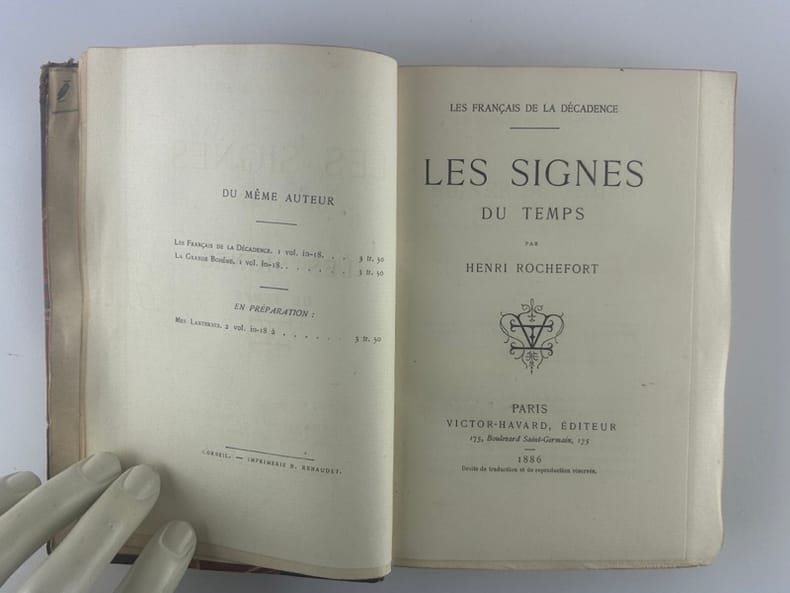 DU MÊME AUTEUR
LES FRANÇAIS DE LA DÉCADENCE. 1 vol. in-18. . . 3 fr. 50
LA GRANDE BOHÊME. 1 vol. in-18. . . . . . . 3 fr. 50
EN PRÉPARATION :
MES LANTERNES. 2 vol. in-18 à . . . . . . 3 fr. 50
CORBEIL. — IMPRIMERIE B. RENAUDET.
LES FRANÇAIS DE LA DÉCADENCE
LES SIGNES
DU TEMPS
PAR
HENRI ROCHEFORT
PARIS
VICTOR-HAVARD, ÉDITEUR
175, Boulevard Saint-Germain, 175
1886
Droits de traduction et de reproduction réservés.